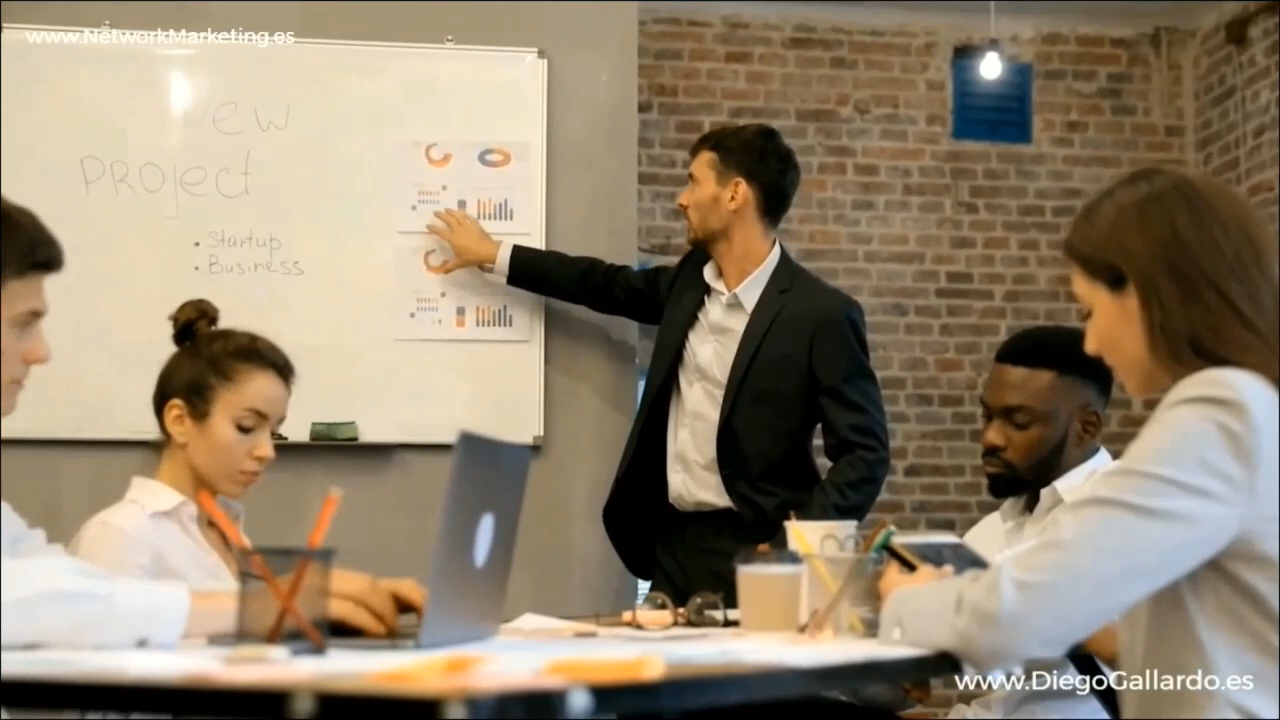 www.NetworkMarketing.es
New
PROJECT
• Startup
• Business
www.DiegoGallardo.es